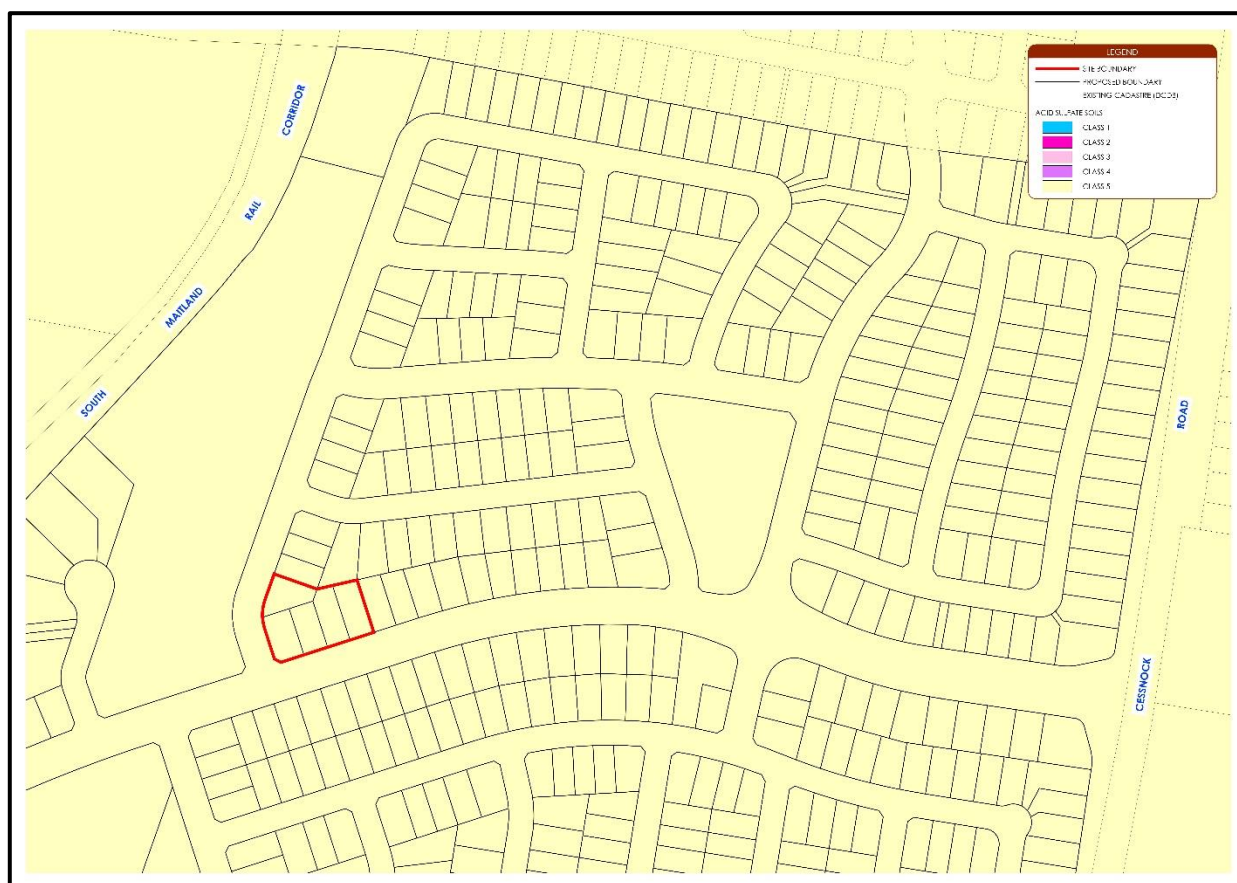 LEGEND
SITE BOUNDARY
PROPOSED BOUNDARY
EXISTING CADASTRE (DCDB)
ACID SULFATE SOILS
CLASS 1
CLASS 2
CLASS 3
CLASS 4
CLASS 5
CORRIDOR
RAIL
MAITLAND
SOUTH
ROAD
CESSNOCK